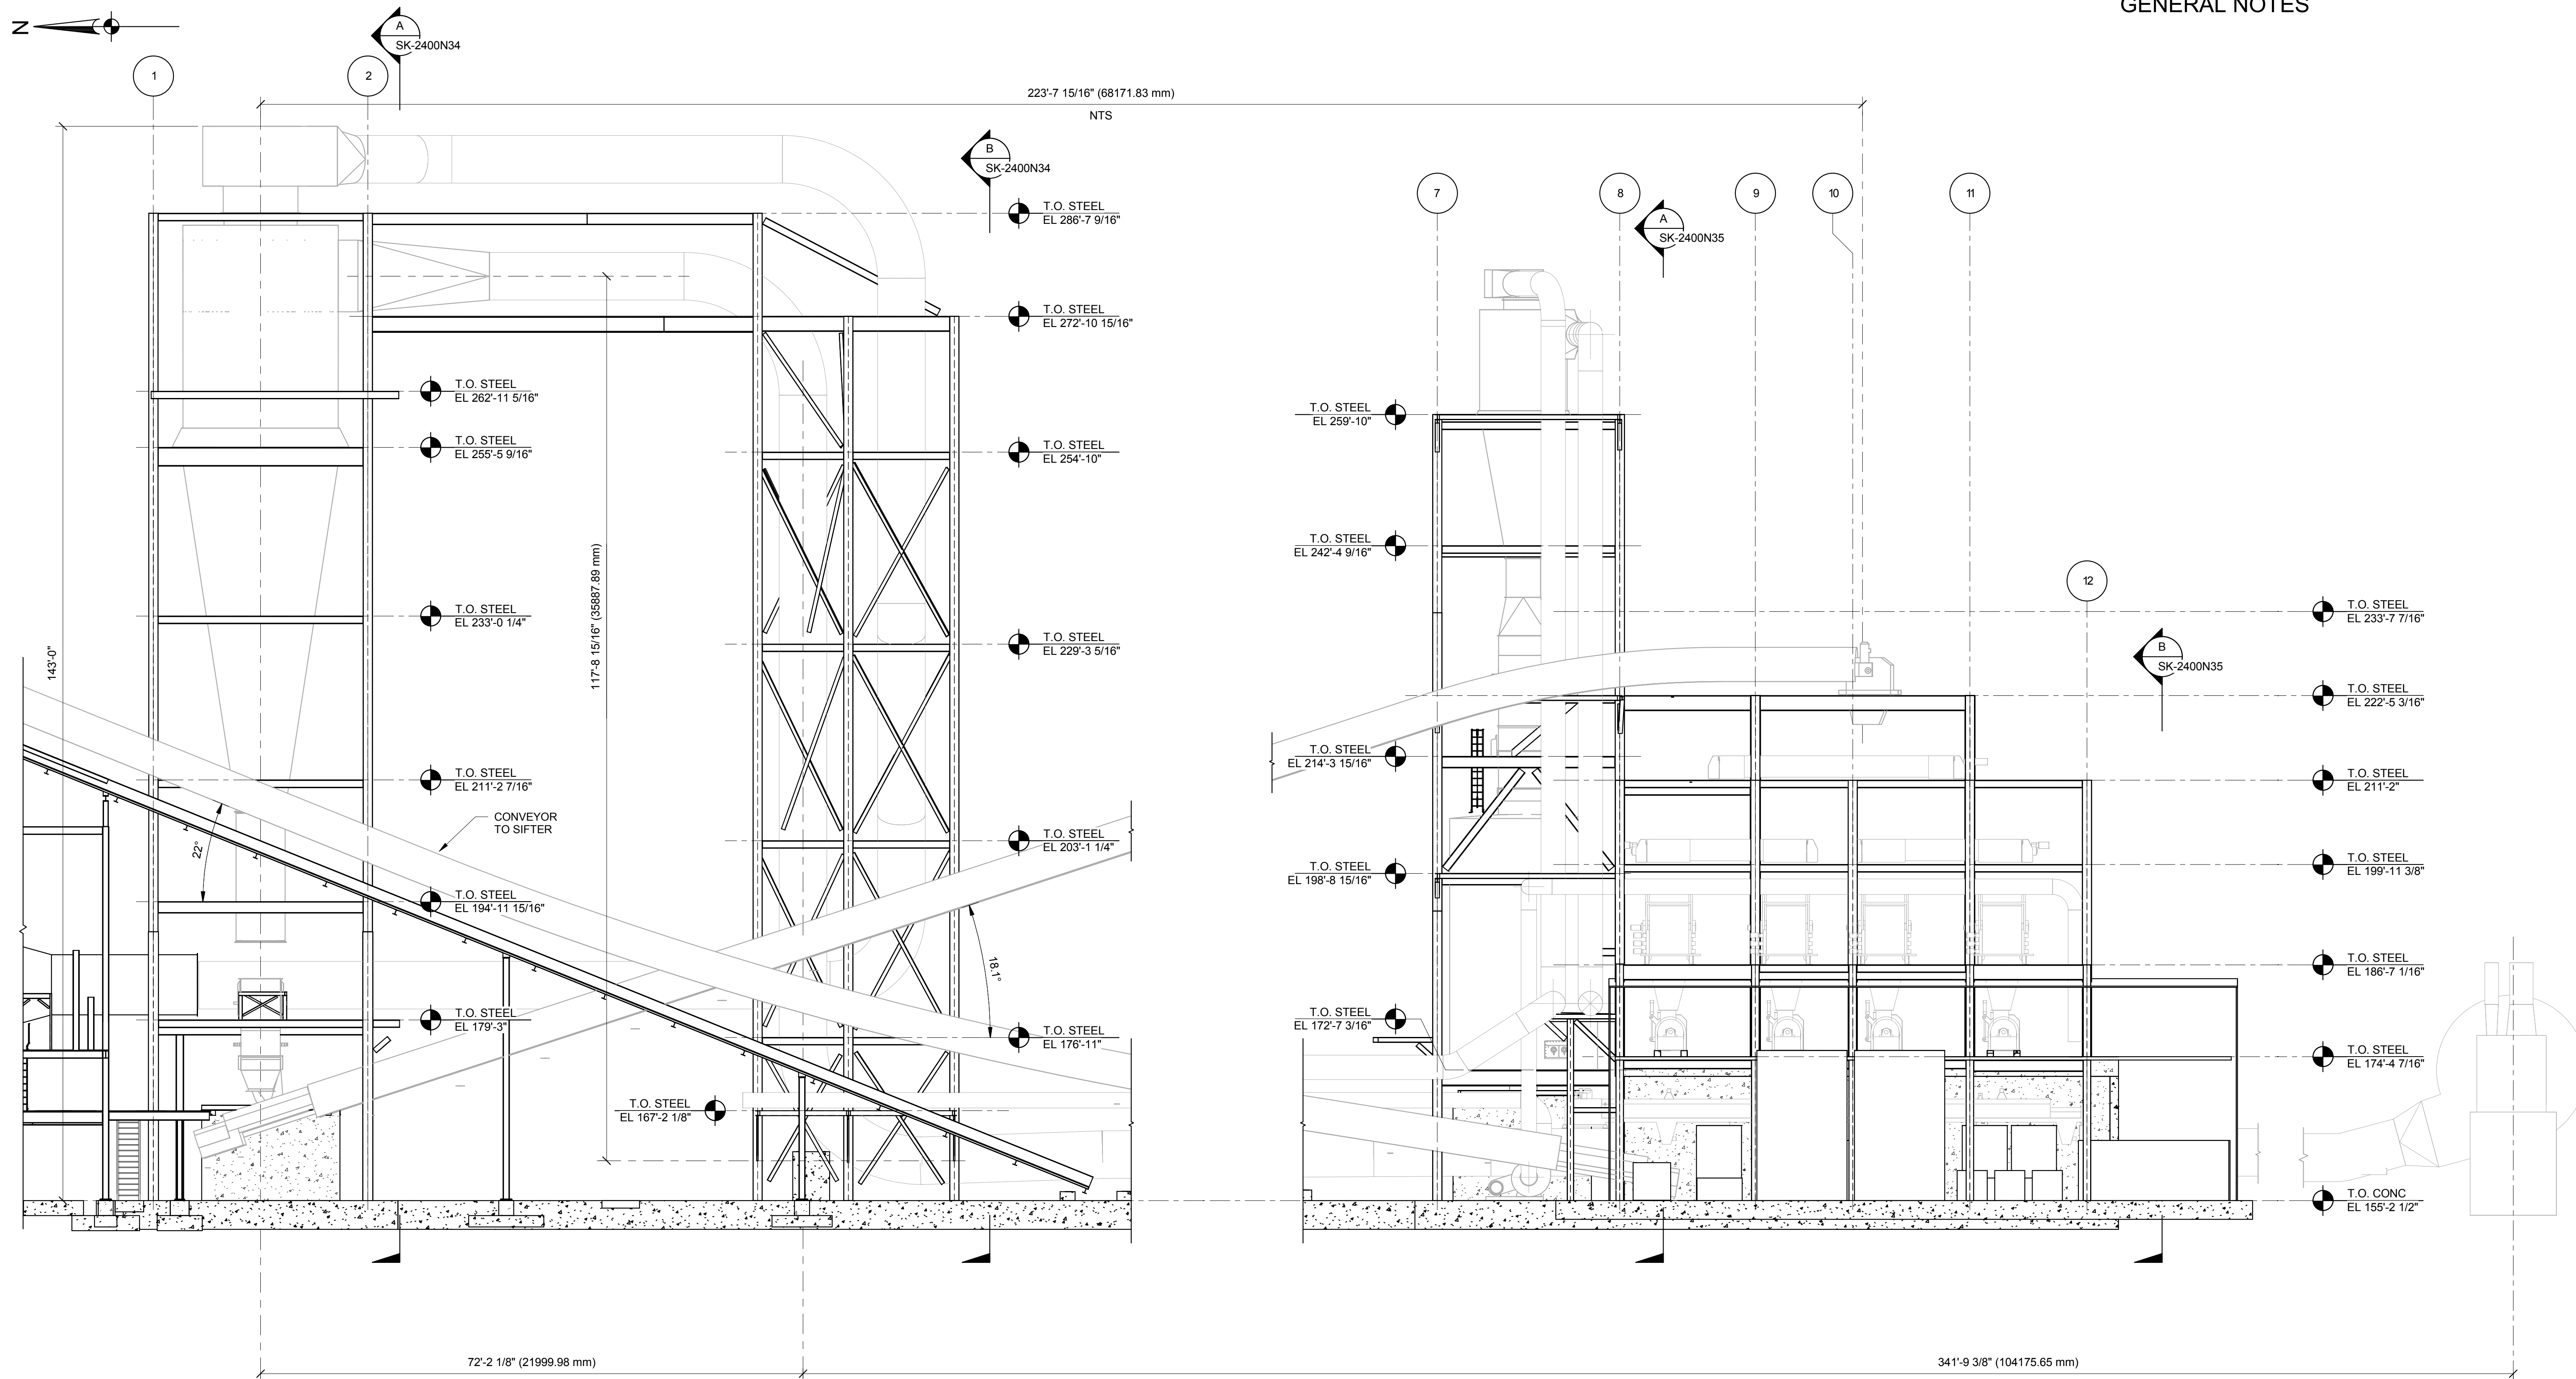 GENERAL NOTES
N
A
SK-2400N34
1
2
223'-7 15/16" (68171.83 mm)
NTS
B
SK-2400N34
7
8
9
10
11
A
SK-2400N35
T.O. STEEL
EL 286'-7 9/16"
T.O. STEEL
EL 272'-10 15/16"
T.O. STEEL
EL 262'-11 5/16"
T.O. STEEL
EL 255'-5 9/16"
T.O. STEEL
EL 254'-10"
T.O. STEEL
EL 233'-0 1/4"
T.O. STEEL
EL 229'-3 5/16"
143'-0"
117'-8 15/16" (35887.89 mm)
T.O. STEEL
EL 211'-2 7/16"
CONVEYOR
TO SIFTER
22°
T.O. STEEL
EL 203'-1 1/4"
T.O. STEEL
EL 194'-11 15/16"
18.1°
T.O. STEEL
EL 179'-3"
T.O. STEEL
EL 176'-11"
T.O. STEEL
EL 167'-2 1/8"
T.O. STEEL
EL 259'-10"
T.O. STEEL
EL 242'-4 9/16"
12
T.O. STEEL
EL 233'-7 7/16"
B
SK-2400N35
T.O. STEEL
EL 222'-5 3/16"
T.O. STEEL
EL 214'-3 15/16"
T.O. STEEL
EL 211'-2"
T.O. STEEL
EL 199'-11 3/8"
T.O. STEEL
EL 198'-8 15/16"
T.O. STEEL
EL 186'-7 1/16"
T.O. STEEL
EL 172'-7 3/16"
T.O. STEEL
EL 174'-4 7/16"
T.O. CONC
EL 155'-2 1/2"
72'-2 1/8" (21999.98 mm)
341'-9 3/8" (104175.65 mm)